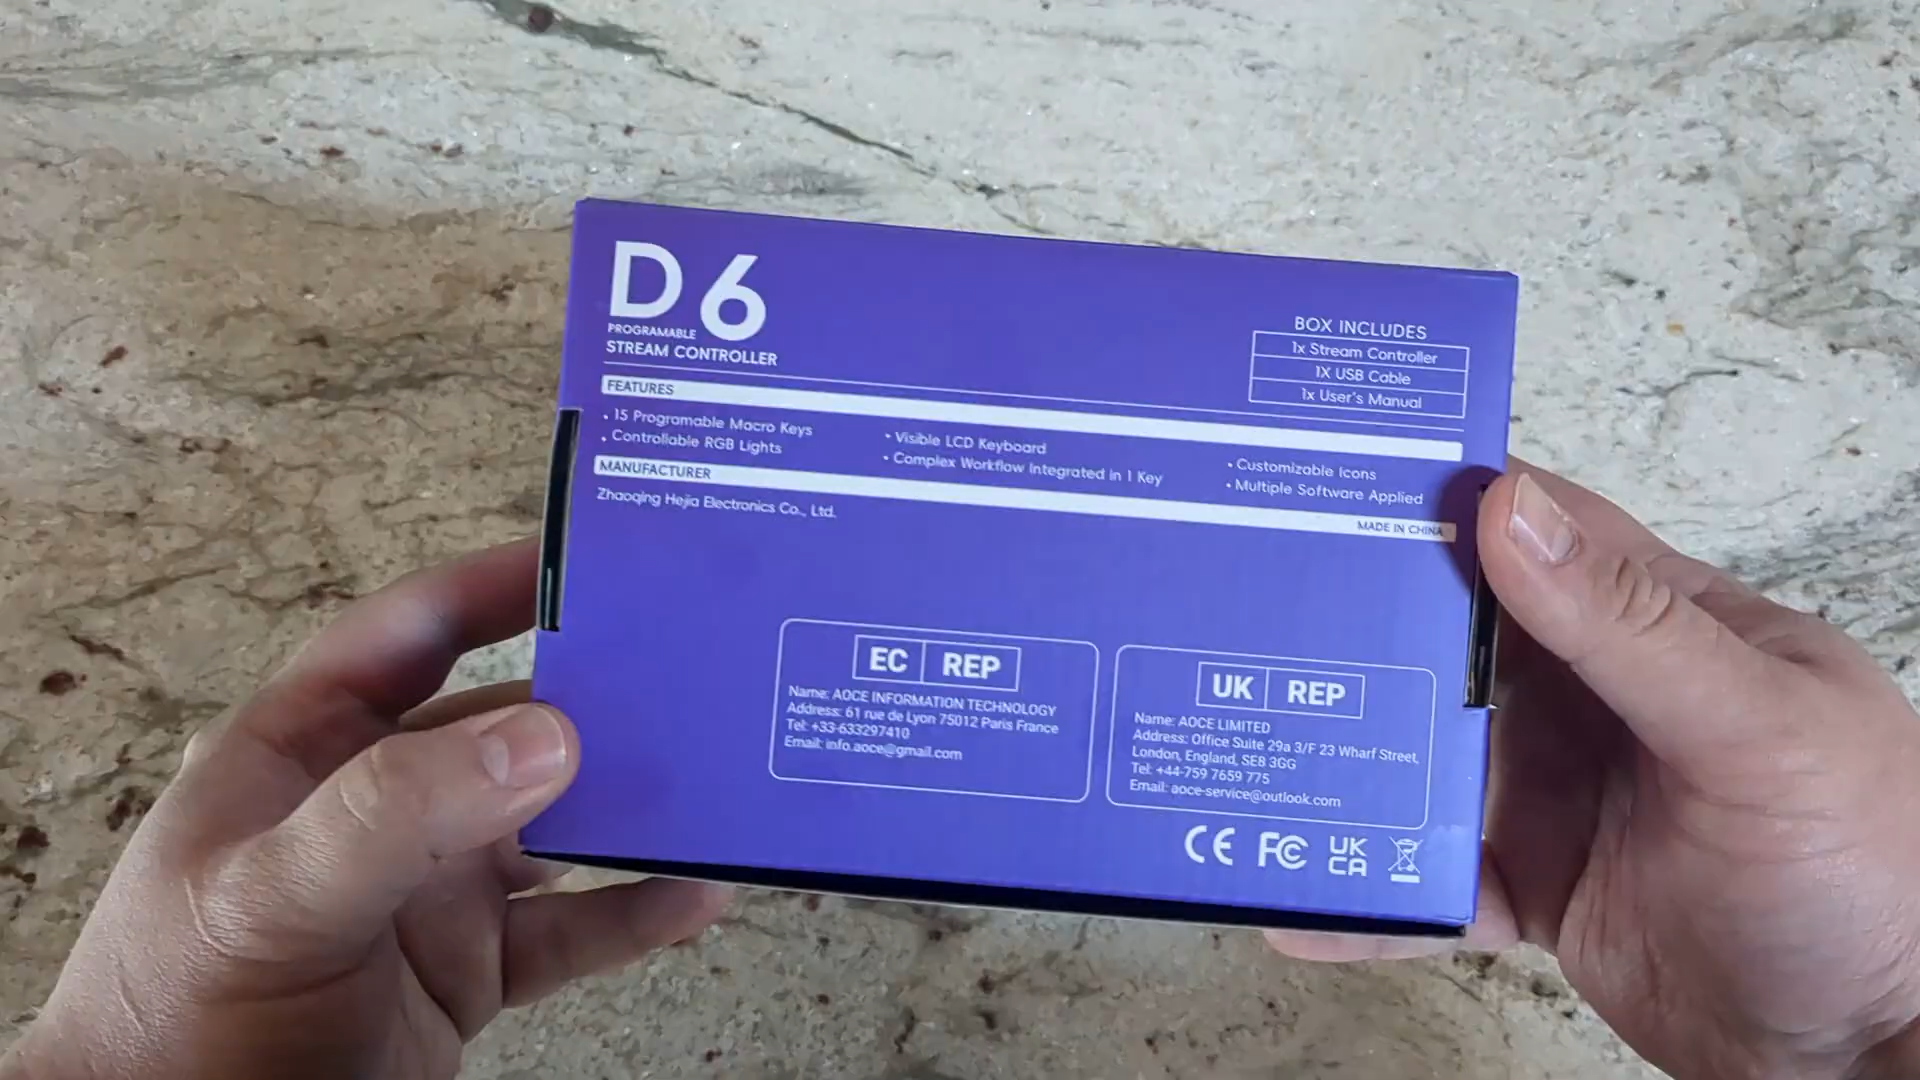 D6
PROGRAMABLE
STREAM CONTROLLER
BOX INCLUDES
1x Stream Controller
1X USB Cable
1x User's Manual
FEATURES
• 15 Programable Macro Keys
• Controllable RGB Lights
• Visible LCD Keyboard
• Complex Workflow Integrated in 1 Key
• Customizable Icons
• Multiple Software Applied
MANUFACTURER
MADE IN CHINA
Zhaoqing Hejia Electronics Co., Ltd.
EC REP
Name: AOCE INFORMATION TECHNOLOGY
Address: 61 rue de Lyon 75012 Paris France
Tel: +33-633297410
Email: info.aoce@gmail.com
UK REP
Name: AOCE LIMITED
Address: Office Suite 29a 3/F 23 Wharf Street,
London, England, SE8 3GG
Tel: +44-759 7659 775
Email: aoce-service@outlook.com
CE FC UK
CA